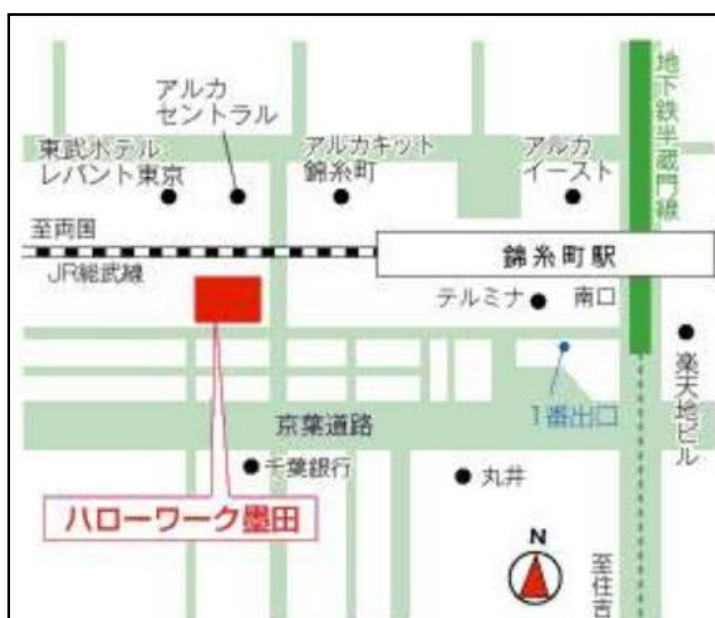 アルカ
セントラル
東武ホテル
レバント東京
アルカキット
錦糸町
アルカ
イースト
地下鉄半蔵門線
至両国
JR総武線
錦糸町駅
テルミナ
南口
楽天地ビル
1番出口
京葉道路
千葉銀行
丸井
ハローワーク墨田
N
至住吉